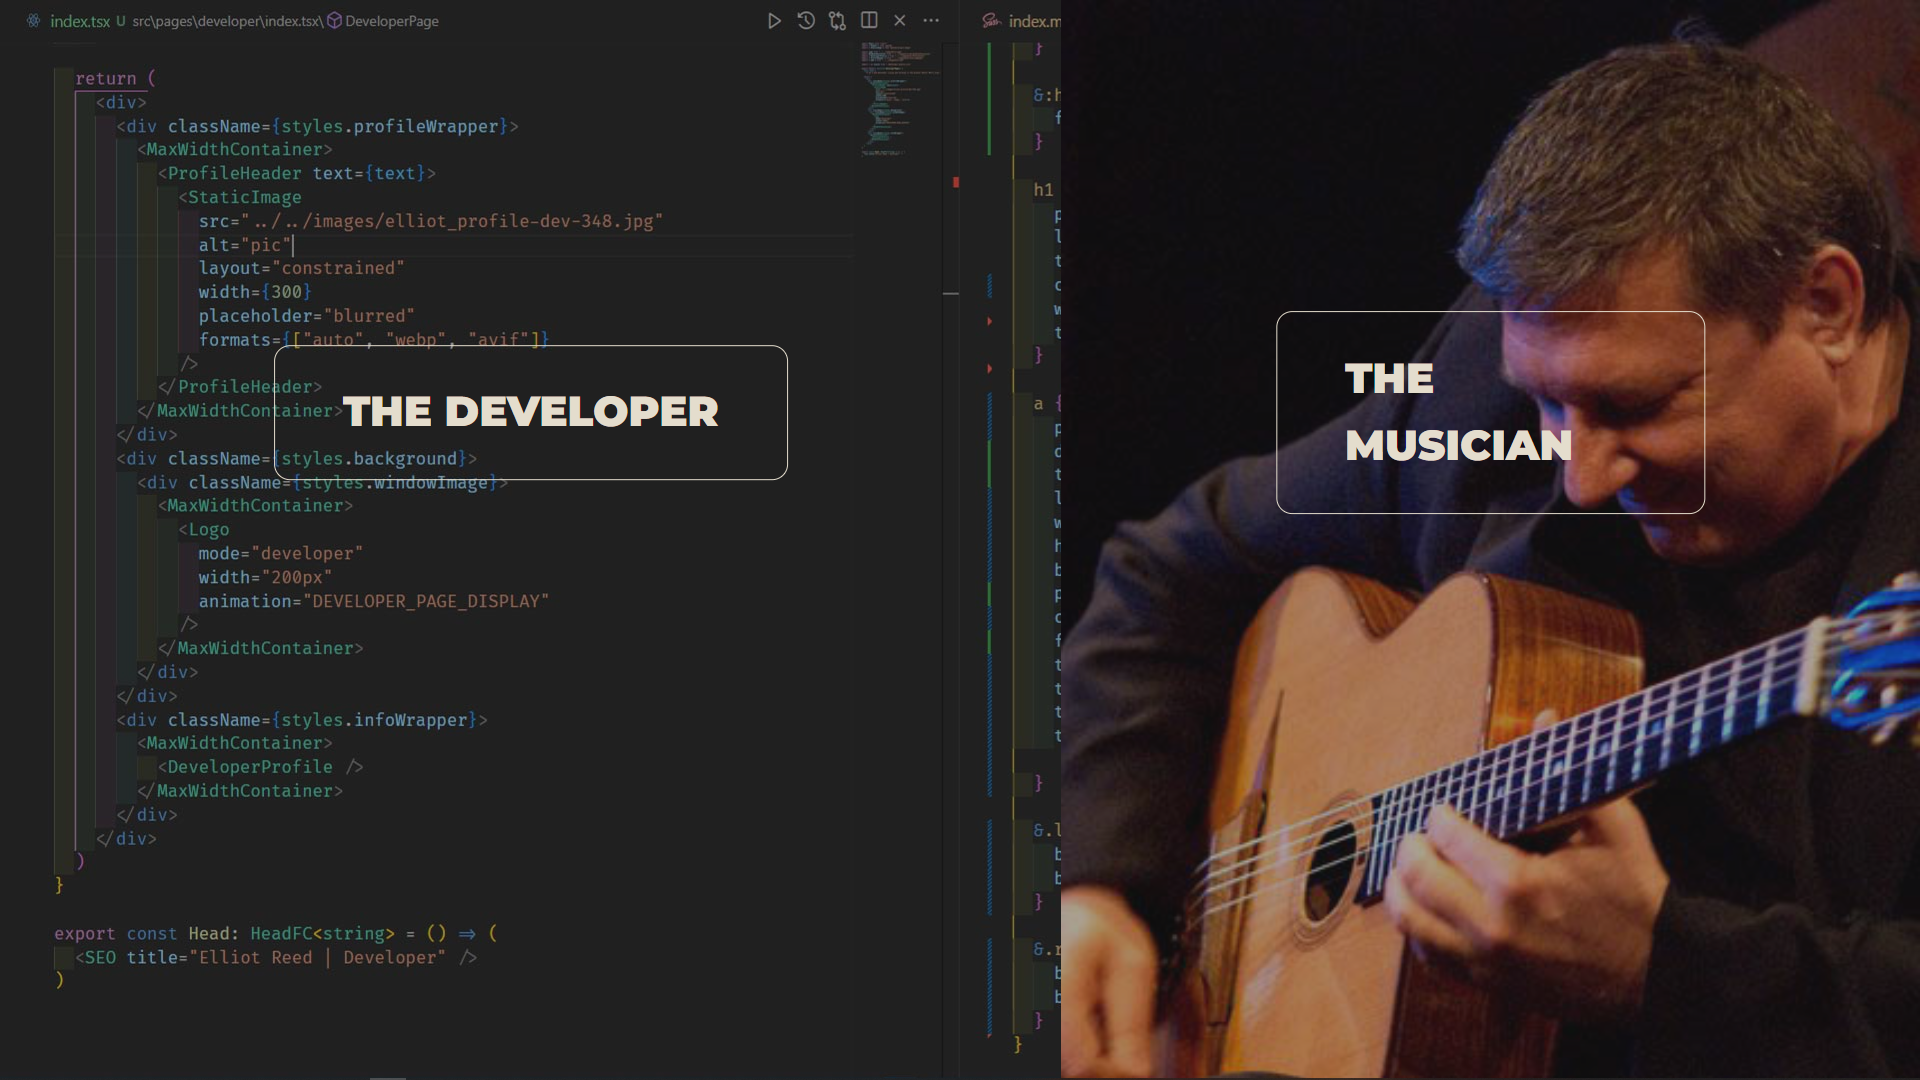 index.tsx U src\pages\developer\index.tsx\ DeveloperPage
return (
<div>
<div className={styles.profileWrapper}>
<MaxWidthContainer>
<ProfileHeader text={text}>
<StaticImage
src="../../images/elliot_profile-dev-348.jpg"
alt="pic"
layout="constrained"
width={300}
placeholder="blurred"
formats={["auto", "webp", "avif"]}
/>
</ProfileHeader>
</MaxWidthContainer>
</div>
<div className={styles.background}>
<div className={styles.windowImage}>
<MaxWidthContainer>
<Logo
mode="developer"
width="200px"
animation="DEVELOPER_PAGE_DISPLAY"
/>
</MaxWidthContainer>
</div>
</div>
<div className={styles.infoWrapper}>
<MaxWidthContainer>
<DeveloperProfile />
</MaxWidthContainer>
</div>
</div>
)
}
export const Head: HeadFC<string> = () => (
<SEO title="Elliot Reed | Developer" />
)
THE DEVELOPER
index.m
}
&:h
f
}
h1
p
l
t
c
w
t
}
a {
p
c
t
l
w
h
b
p
c
f
t
t
t
t
}
&.l
b
b
}
&.r
b
b
}
}
THE
MUSICIAN